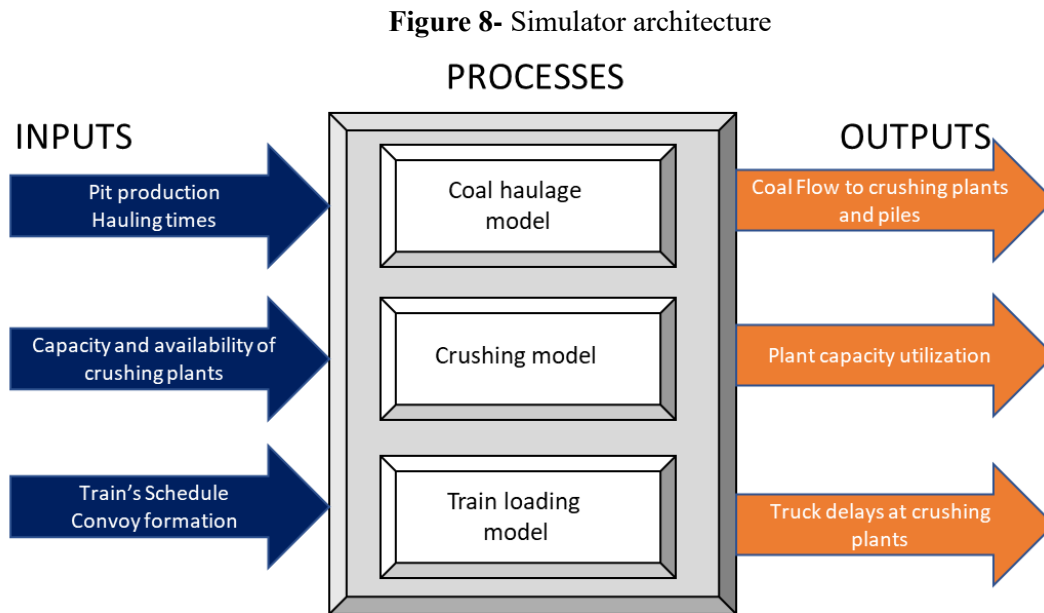 Figure 8- Simulator architecture
PROCESSES
INPUTS
OUTPUTS
Pit production
Hauling times
Coal haulage
model
Coal Flow to crushing plants
and piles
Capacity and availability of
crushing plants
Crushing model
Plant capacity utilization
Train's Schedule
Convoy formation
Train loading
model
Truck delays at crushing
plants